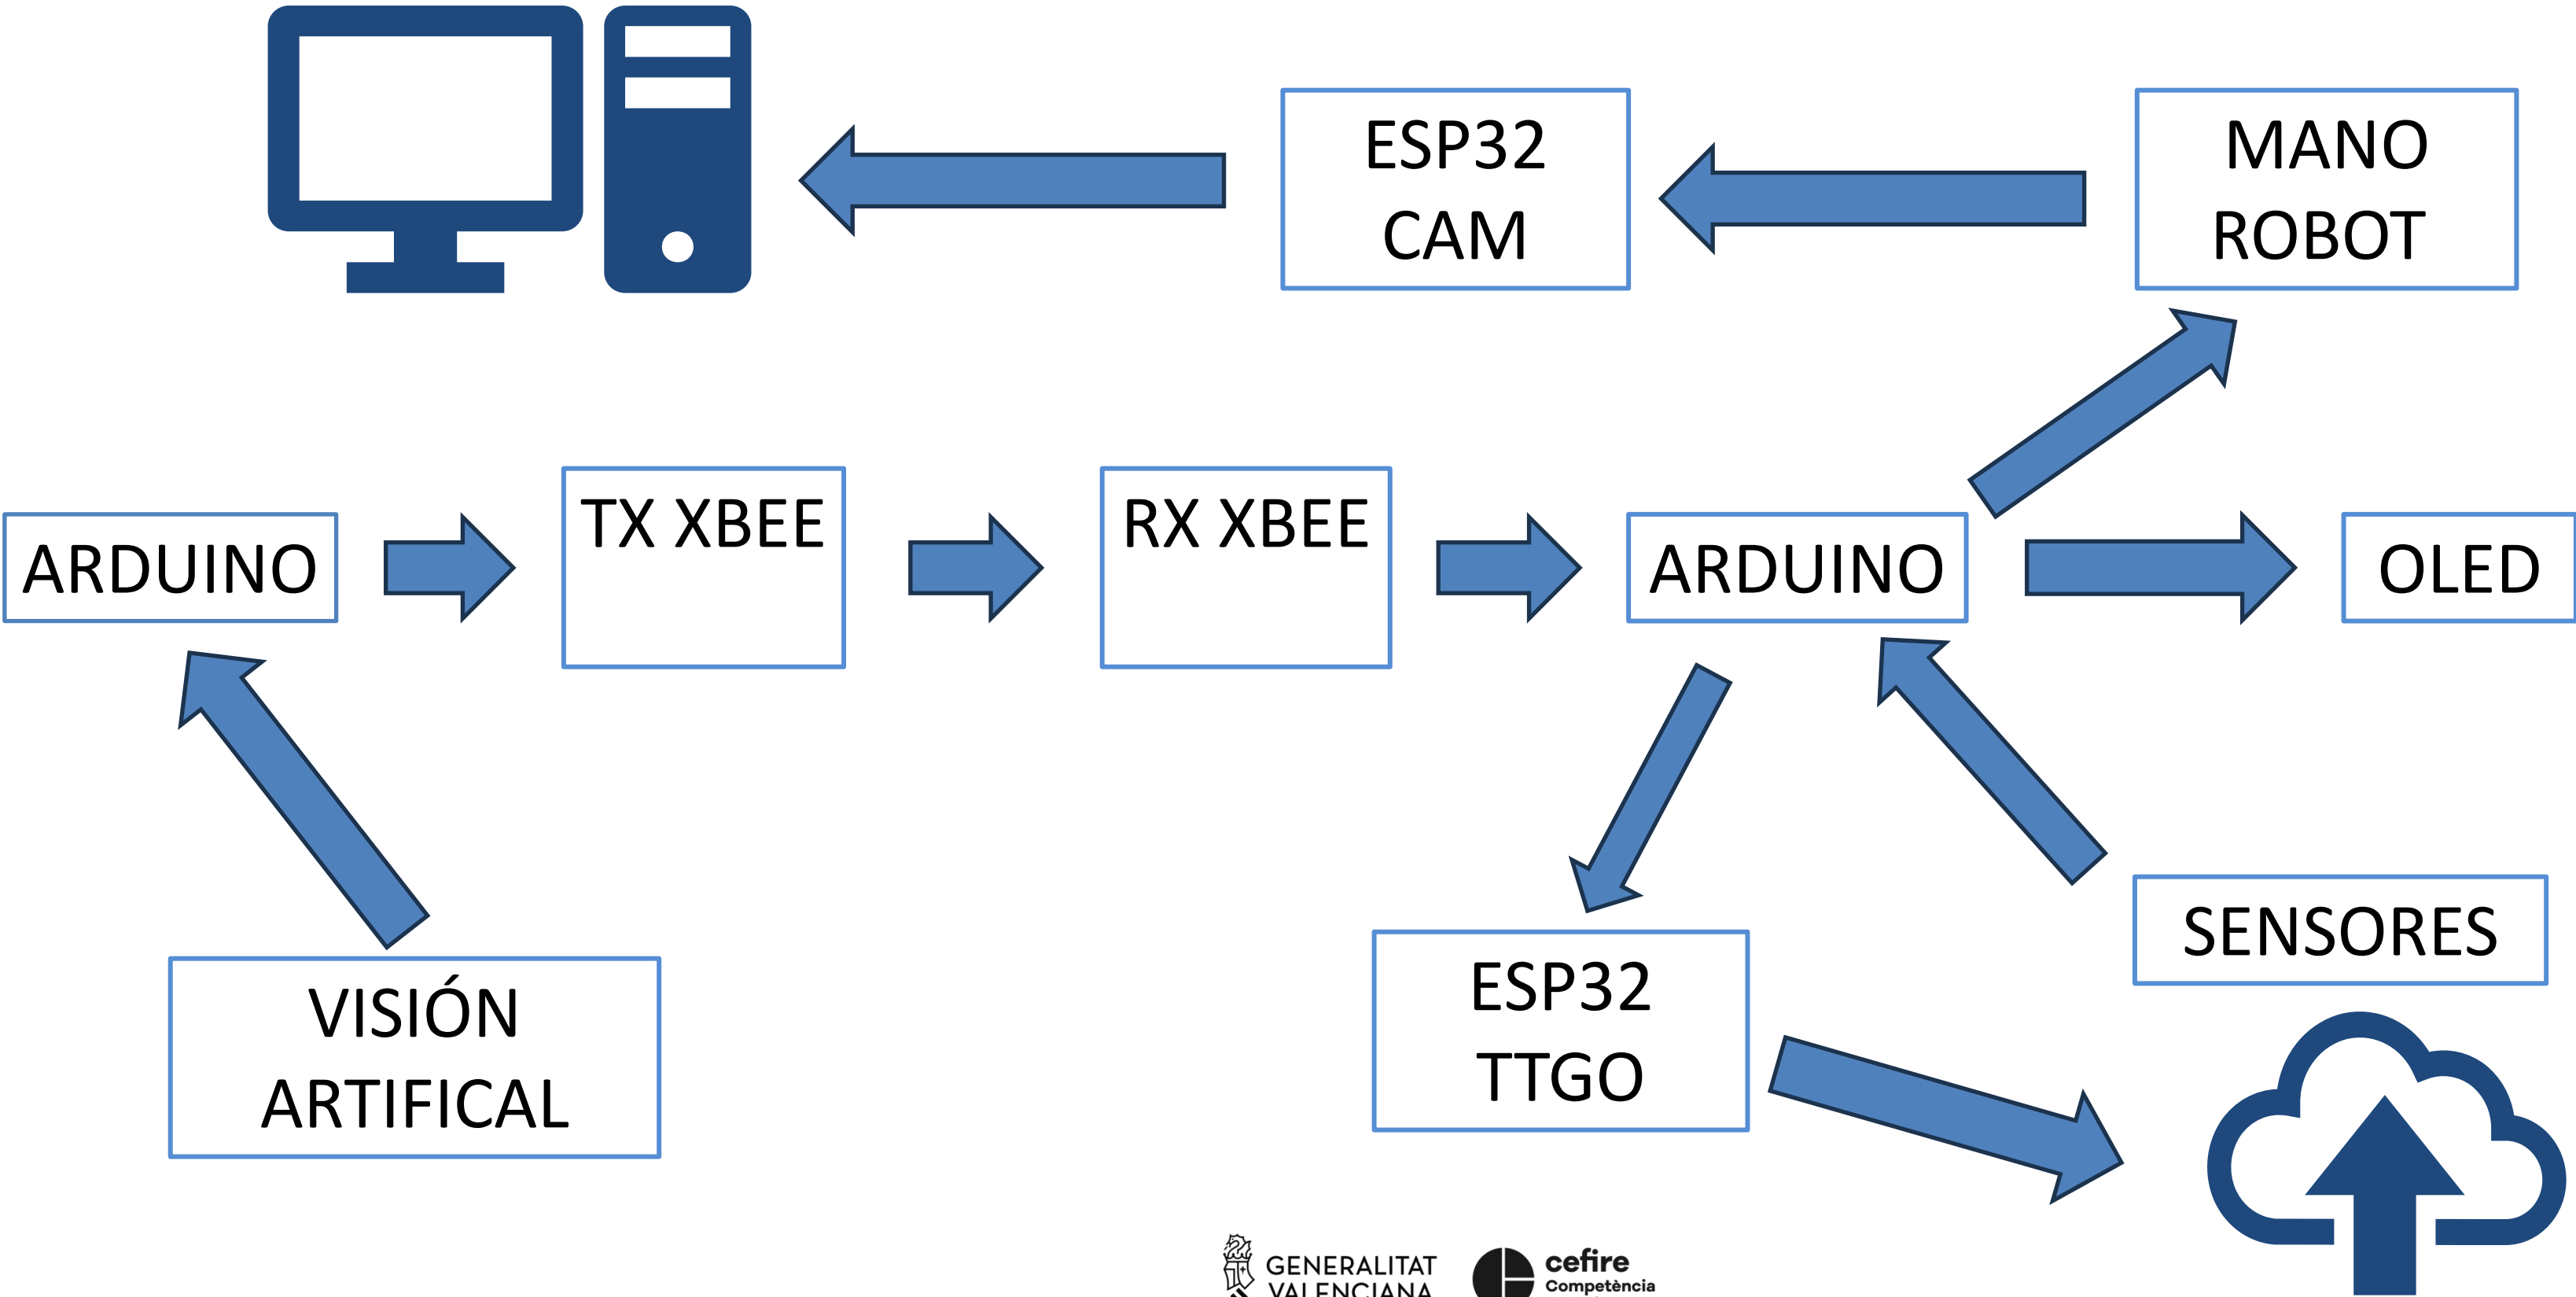 ESP32
CAM
MANO
ROBOT
ARDUINO
TX XBEE
RX XBEE
ARDUINO
OLED
SENSORES
VISIÓN
ARTIFICAL
ESP32
TTGO
GENERALITAT
VALENCIANA
cefire
Competència